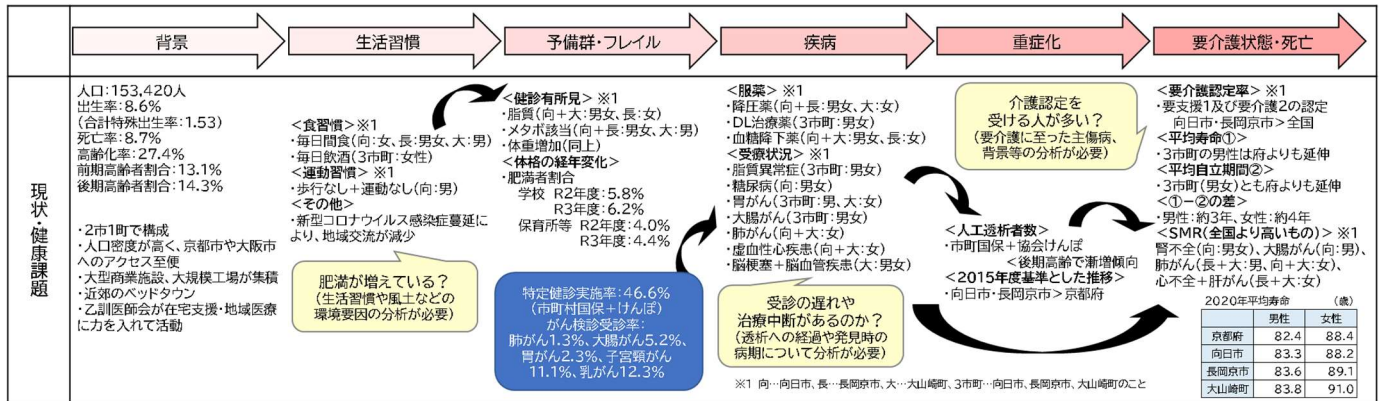 背景
生活習慣
予備群・フレイル
疾病
重症化
要介護状態・死亡
現状・健康課題
人口:153,420人
出生率:8.6%
(合計特殊出生率:1.53)
死亡率:8.7%
高齢化率:27.4%
前期高齢者割合:13.1%
後期高齢者割合:14.3%
・2市1町で構成
・人口密度が高く、京都市や大阪市
へのアクセス至便
・大型商業施設、大規模工場が集積
・近郊のベッドタウン
・乙訓医師会が在宅支援・地域医療
に力を入れて活動
<食習慣> ※1
・毎日間食(向:女、長:男女、大:男)
・毎日飲酒(3市町:女性)
<運動習慣> ※1
・歩行なし+運動なし(向:男)
<その他>
・新型コロナウイルス感染症蔓延に
より、地域交流が減少
肥満が増えている?
(生活習慣や風土などの
環境要因の分析が必要)
<健診有所見> ※1
・脂質(向+大:男女、長:女)
・メタボ該当(向+長:男女、大:男)
・体重増加(同上)
<体格の経年変化>
・肥満者割合
学校 R2年度:5.8%
R3年度:6.2%
保育所等 R2年度:4.0%
R3年度:4.4%
特定健診実施率:46.6%
(市町村国保+けんぽ)
がん検診受診率:
肺がん1.3%、大腸がん5.2%、
胃がん2.3%、子宮頸がん
11.1%、乳がん12.3%
<服薬> ※1
・降圧薬(向+長:男女、大:女)
・DL治療薬(3市町:男女)
・血糖降下薬(向+大:男女、長:女)
<受療状況> ※1
・脂質異常症(3市町:男女)
・糖尿病(向:男女)
・胃がん(3市町:男、大:女)
・大腸がん(3市町:男女)
・肺がん(向+大:女)
・虚血性心疾患(向+大:女)
・脳梗塞+脳血管疾患(大:男女)
受診の遅れや
治療中断があるのか?
(透析への経過や発見時の
病期について分析が必要)
介護認定を
受ける人が多い?
(要介護に至った主傷病、
背景等の分析が必要)
<人工透析者数>
・市町国保+協会けんぽ
<後期高齢で漸増傾向
<2015年度基準とした推移>
・向日市・長岡京市>京都府
<要介護認定率> ※1
・要支援1及び要介護2の認定
向日市・長岡京市>全国
<平均寿命①>
・3市町の男性は府よりも延伸
<平均自立期間②>
・3市町(男女)とも府よりも延伸
<①-②の差>
・男性:約3年、女性:約4年
<SMR(全国より高いもの)> ※1
腎不全(向:男女)、大腸がん(向:男)、
肺がん(長+大:男、向+大:女)、
心不全+肝がん(長+大:女)
2020年平均寿命 (歳)
男性 女性
京都府 82.4 88.4
向日市 83.3 88.2
長岡京市 83.6 89.1
大山崎町 83.8 91.0
※1 向…向日市、長…長岡京市、大…大山崎町、3市町…向日市、長岡京市、大山崎町のこと